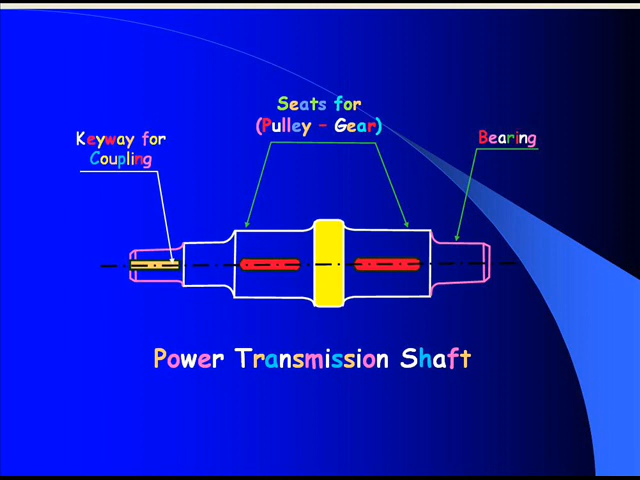 Seats for
(Pulley - Gear)
Keyway for
Coupling
Bearing
Power Transmission Shaft